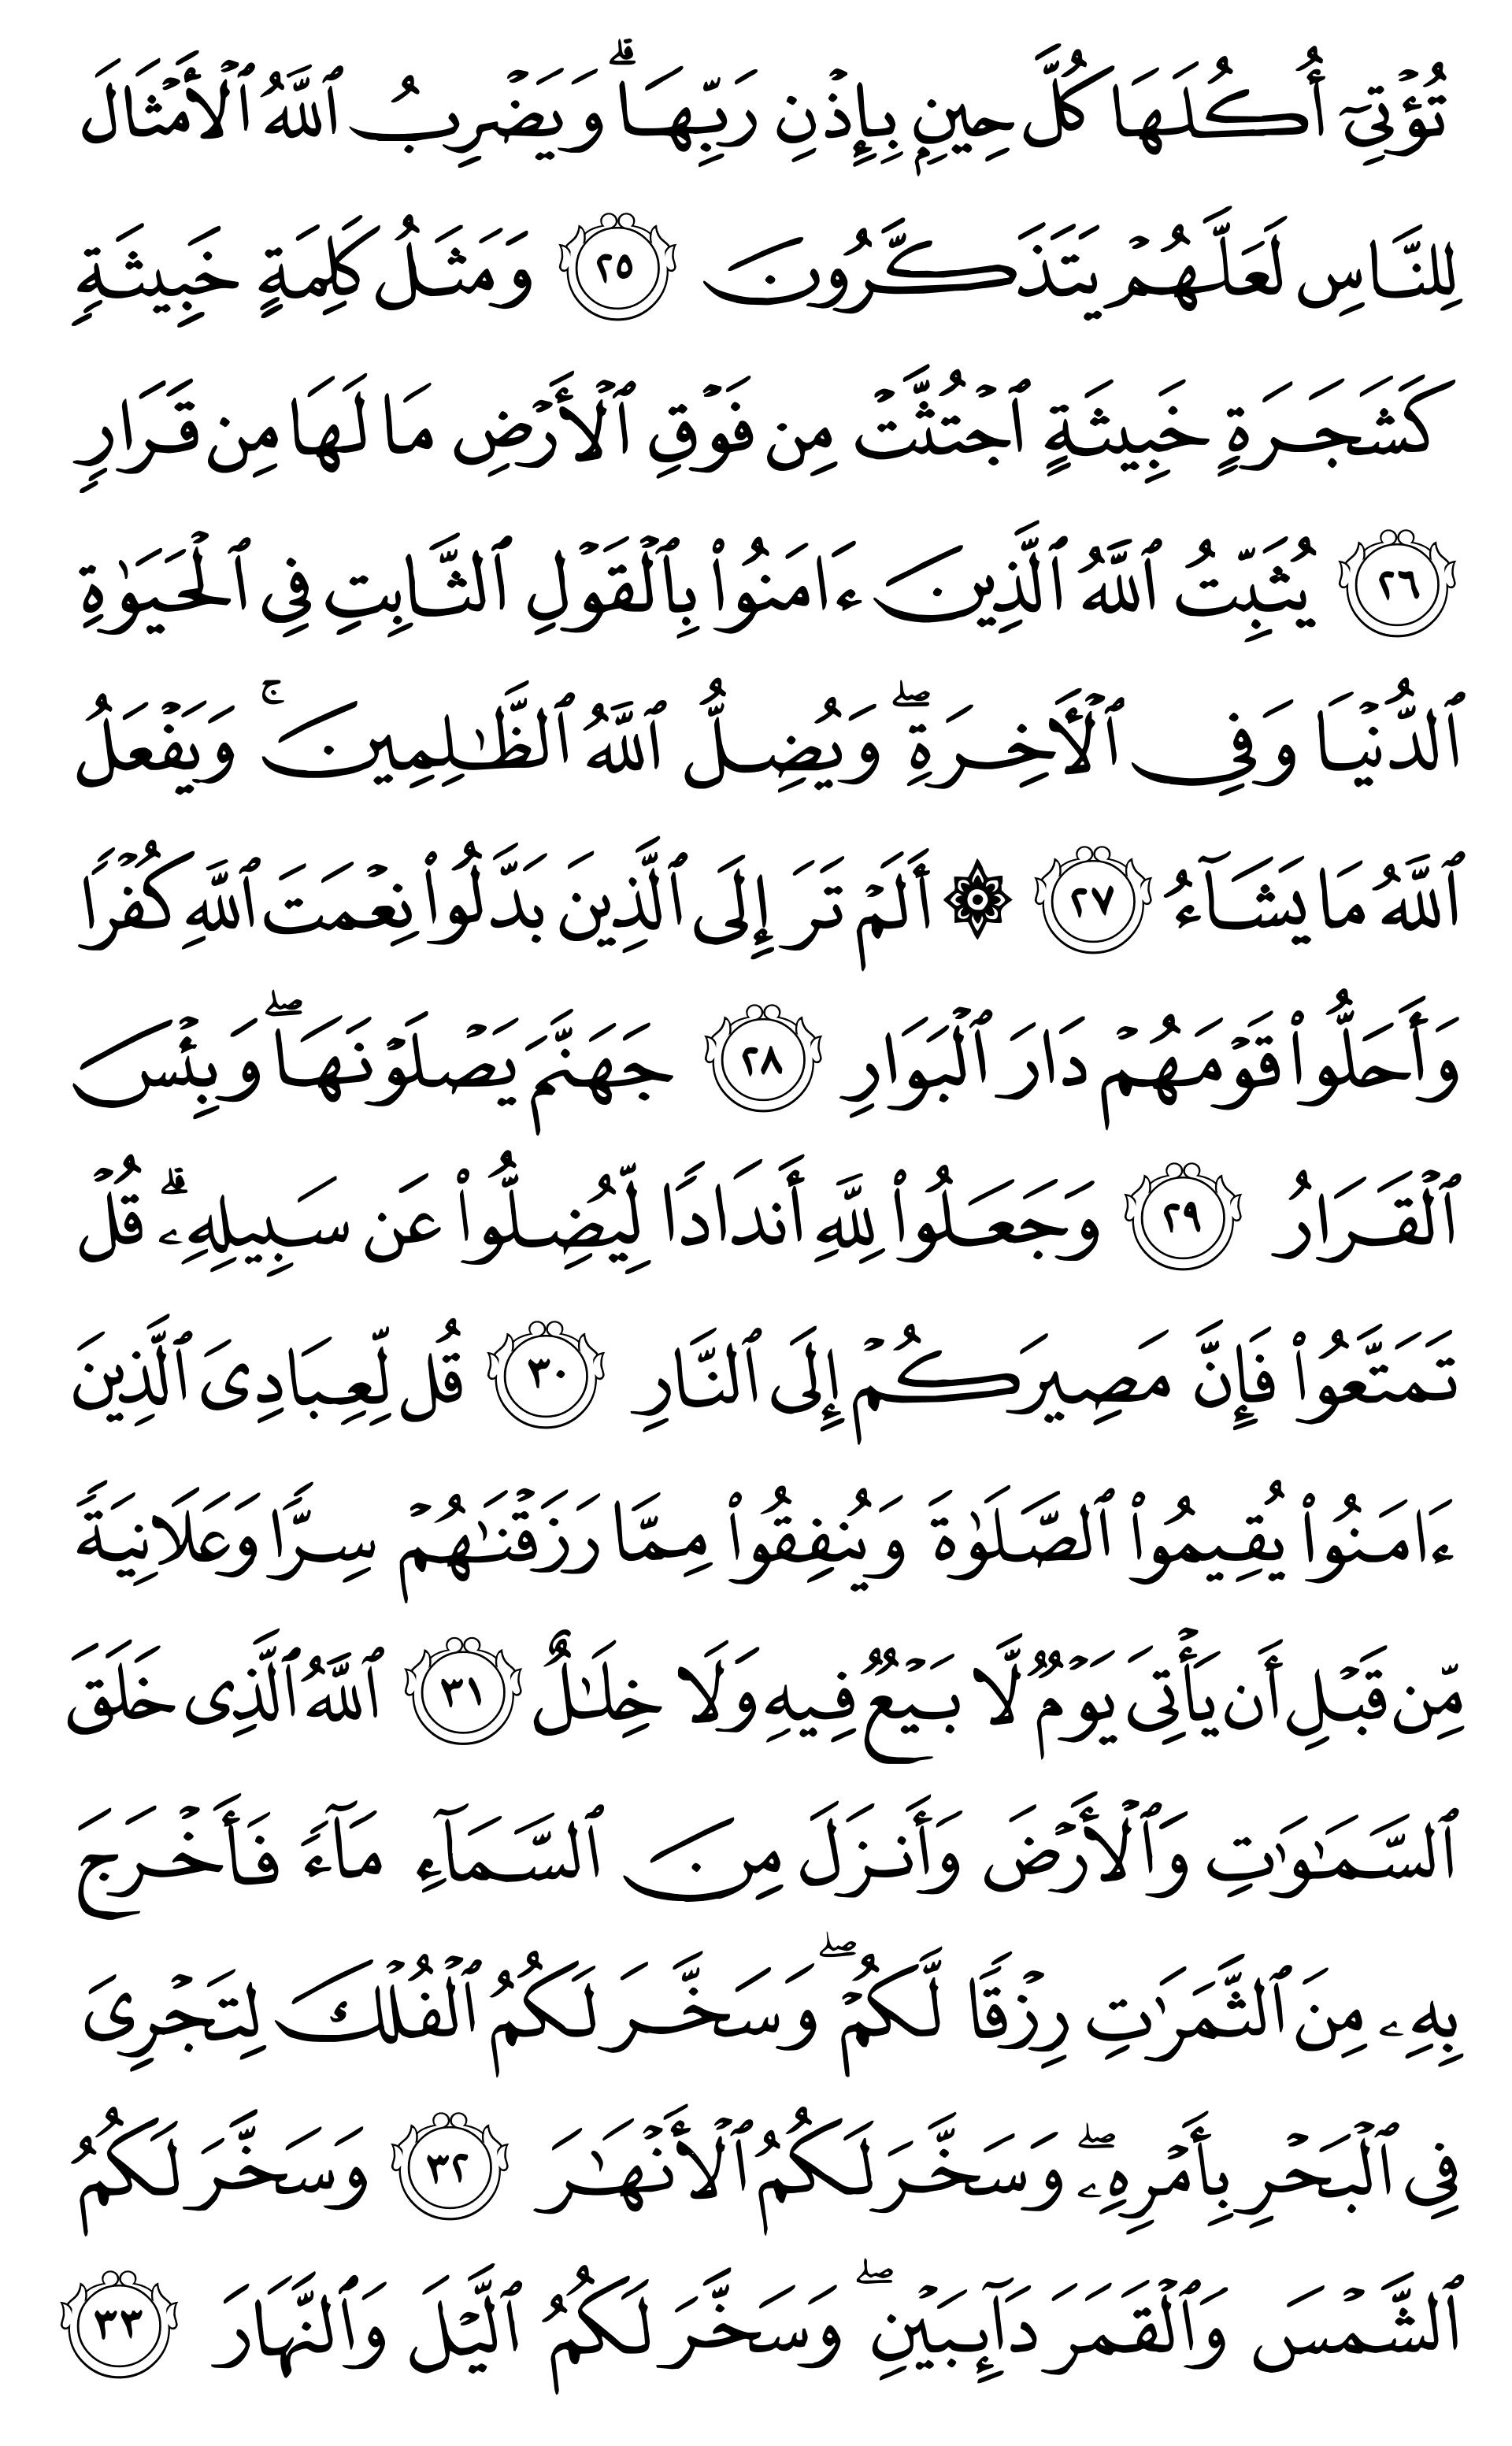 تُؤۡتِيٓ أُكُلَهَا كُلَّ حِينِۭ بِإِذۡنِ رَبِّهَاۗ وَيَضۡرِبُ ٱللَّهُ ٱلۡأَمۡثَالَ
لِلنَّاسِ لَعَلَّهُمۡ يَتَذَكَّرُونَ ٢٥ وَمَثَلُ كَلِمَةٍ خَبِيثَةٖ
كَشَجَرَةٍ خَبِيثَةٍ ٱجۡتُثَّتۡ مِن فَوۡقِ ٱلۡأَرۡضِ مَا لَهَا مِن قَرَارٖ
٢٦ يُثَبِّتُ ٱللَّهُ ٱلَّذِينَ ءَامَنُواْ بِٱلۡقَوۡلِ ٱلثَّابِتِ فِي ٱلۡحَيَوٰةِ
ٱلدُّنۡيَا وَفِي ٱلۡأٓخِرَةِۖ وَيُضِلُّ ٱللَّهُ ٱلظَّٰلِمِينَۚ وَيَفۡعَلُ
ٱللَّهُ مَا يَشَآءُ ٢٧ ۞ أَلَمۡ تَرَ إِلَى ٱلَّذِينَ بَدَّلُواْ نِعۡمَتَ ٱللَّهِ كُفۡرٗا
وَأَحَلُّواْ قَوۡمَهُمۡ دَارَ ٱلۡبَوَارِ ٢٨ جَهَنَّمَ يَصۡلَوۡنَهَاۖ وَبِئۡسَ
ٱلۡقَرَارُ ٢٩ وَجَعَلُواْ لِلَّهِ أَندَادٗا لِّيُضِلُّواْ عَن سَبِيلِهِۦۗ قُلۡ
تَمَتَّعُواْ فَإِنَّ مَصِيرَكُمۡ إِلَى ٱلنَّارِ ٣٠ قُل لِّعِبَادِيَ ٱلَّذِينَ
ءَامَنُواْ يُقِيمُواْ ٱلصَّلَوٰةَ وَيُنفِقُواْ مِمَّا رَزَقۡنَٰهُمۡ سِرّٗا وَعَلَانِيَةٗ
مِّن قَبۡلِ أَن يَأۡتِيَ يَوۡمٞ لَّا بَيۡعٞ فِيهِ وَلَا خِلَٰلٌ ٣١ ٱللَّهُ ٱلَّذِي خَلَقَ
ٱلسَّمَٰوَٰتِ وَٱلۡأَرۡضَ وَأَنزَلَ مِنَ ٱلسَّمَآءِ مَآءٗ فَأَخۡرَجَ
بِهِۦ مِنَ ٱلثَّمَرَٰتِ رِزۡقٗا لَّكُمۡۖ وَسَخَّرَ لَكُمُ ٱلۡفُلۡكَ لِتَجۡرِيَ
فِي ٱلۡبَحۡرِ بِأَمۡرِهِۦۖ وَسَخَّرَ لَكُمُ ٱلۡأَنۡهَٰرَ ٣٢ وَسَخَّرَ لَكُمُ
ٱلشَّمۡسَ وَٱلۡقَمَرَ دَآئِبَيۡنِۖ وَسَخَّرَ لَكُمُ ٱلَّيۡلَ وَٱلنَّهَارَ ٣٣